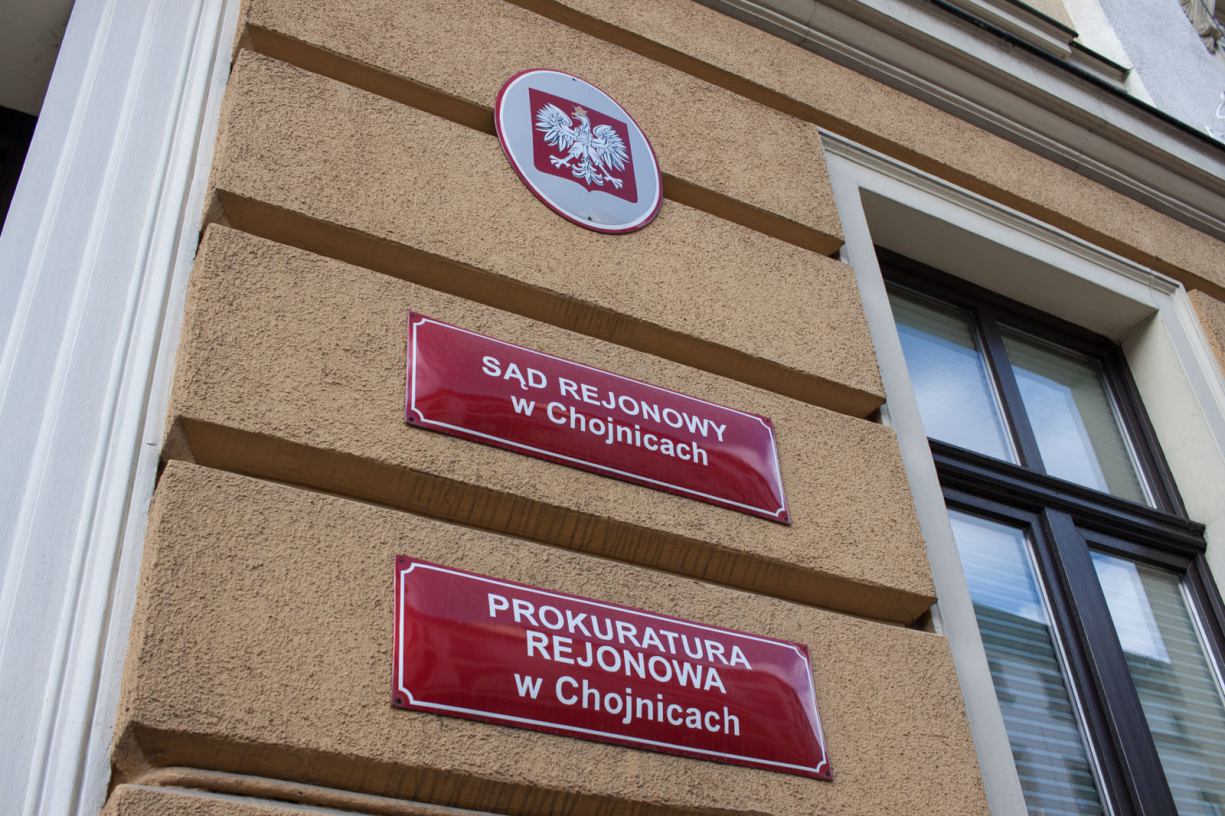 SĄD REJONOWY
w Chojnicach
PROKURATURA
REJONOWA
w Chojnicach